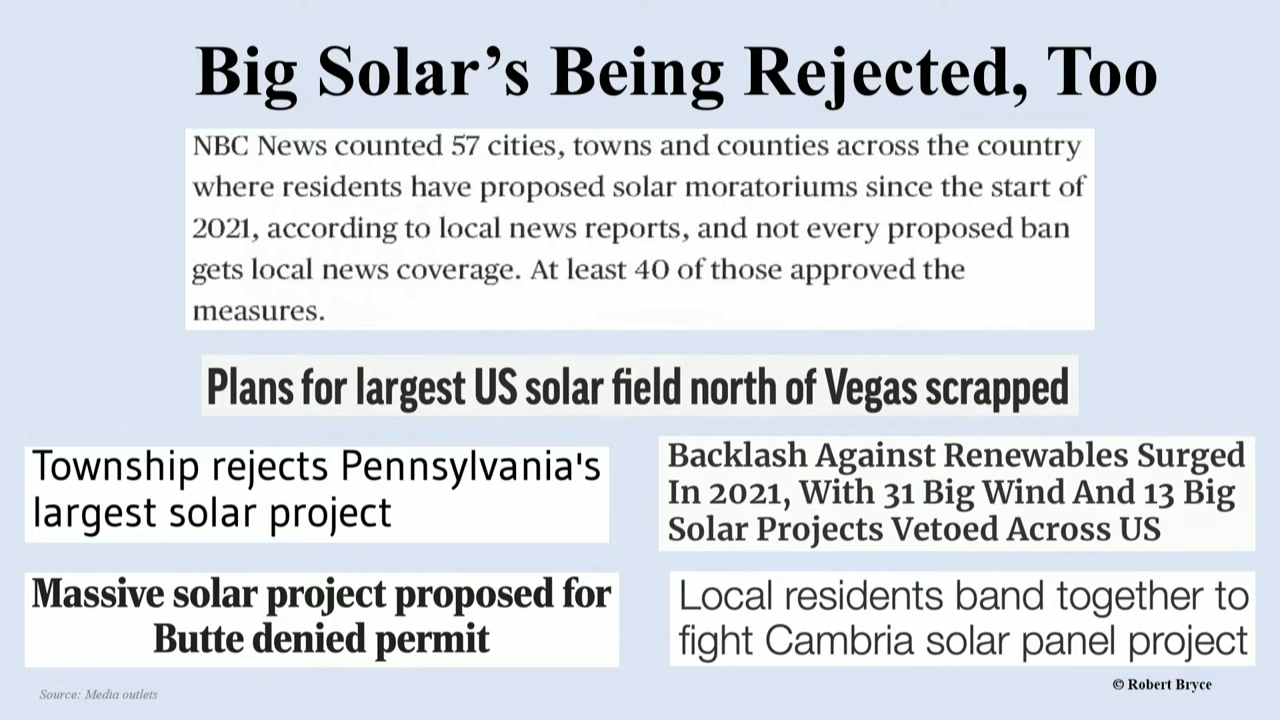 Big Solar’s Being Rejected, Too
NBC News counted 57 cities, towns and counties across the country
where residents have proposed solar moratoriums since the start of
2021, according to local news reports, and not every proposed ban
gets local news coverage. At least 40 of those approved the
measures.
Plans for largest US solar field north of Vegas scrapped
Township rejects Pennsylvania's
largest solar project
Backlash Against Renewables Surged
In 2021, With 31 Big Wind And 13 Big
Solar Projects Vetoed Across US
Massive solar project proposed for
Butte denied permit
Local residents band together to
fight Cambria solar panel project
Source: Media outlets
© Robert Bryce